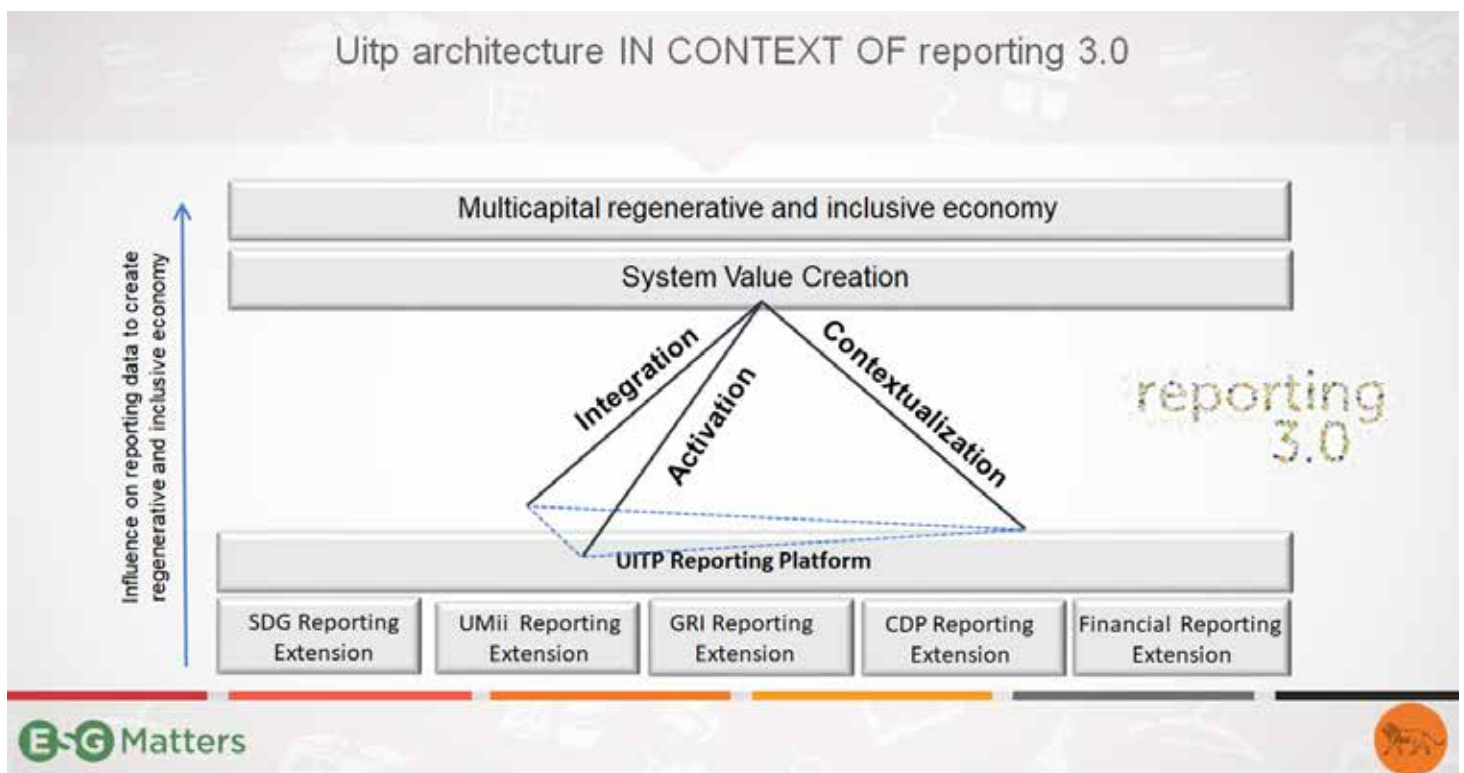 Uitp architecture IN CONTEXT OF reporting 3.0
Influence on reporting data to create
regenerative and inclusive economy
Multicapital regenerative and inclusive economy
System Value Creation
Integration
Activation
Contextualization
reporting
3.0
UITP Reporting Platform
SDG Reporting
Extension
UMii Reporting
Extension
GRI Reporting
Extension
CDP Reporting
Extension
Financial Reporting
Extension
ESG Matters